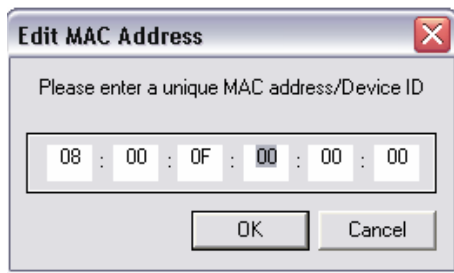 Edit MAC Address
Please enter a unique MAC address/Device ID
08 : 00 : 0F : 00 : 00 : 00
OK Cancel